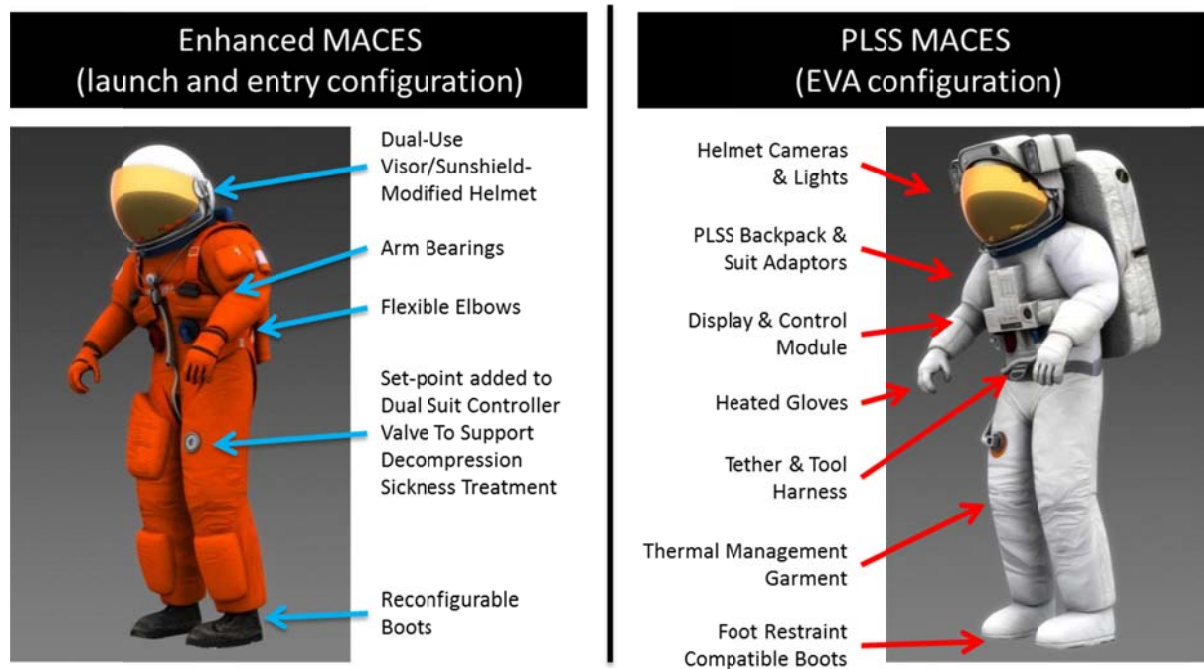 Enhanced MACES
(launch and entry configuration)
Dual-Use
Visor/Sunshield-
Modified Helmet
Arm Bearings
Flexible Elbows
Set-point added to
Dual Suit Controller
Valve To Support
Decompression
Sickness Treatment
Reconfigurable
Boots
PLSS MACES
(EVA configuration)
Helmet Cameras
& Lights
PLSS Backpack &
Suit Adaptors
Display & Control
Module
Heated Gloves
Tether & Tool
Harness
Thermal Management
Garment
Foot Restraint
Compatible Boots